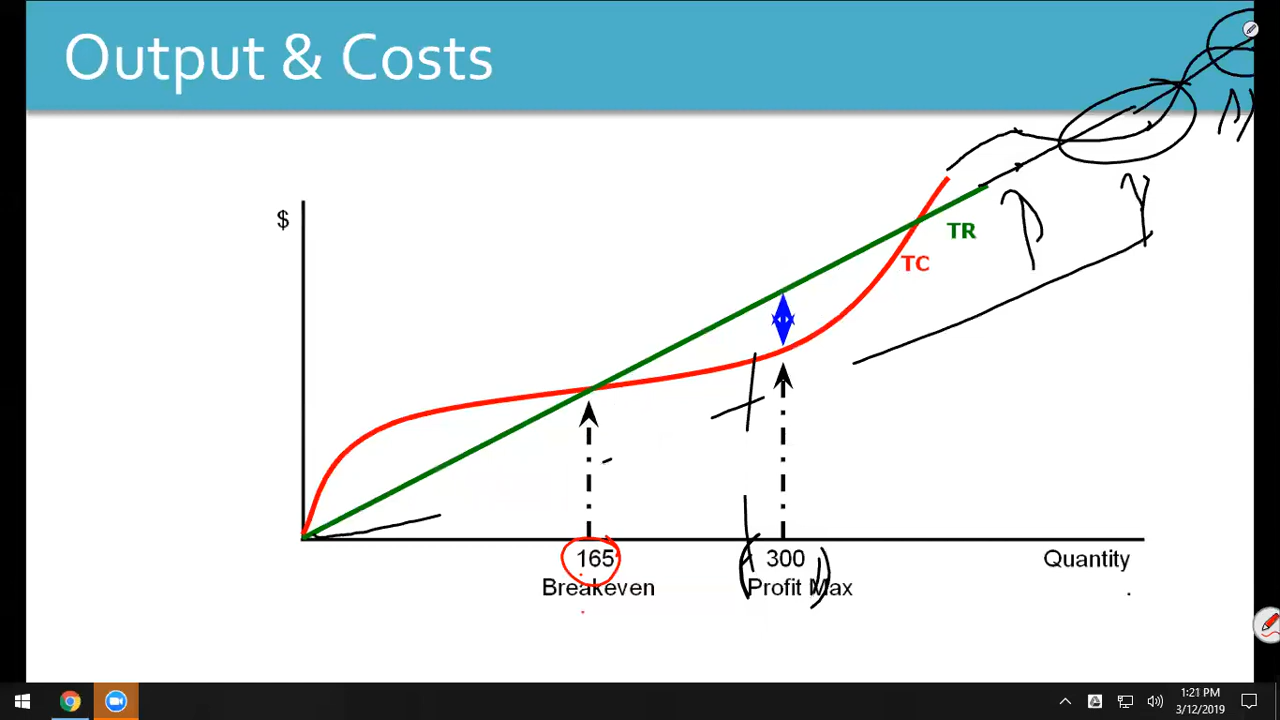 Output & Costs
$
TR
TC
165
300
Quantity
Breakeven
Profit Max
1:21 PM
3/12/2019